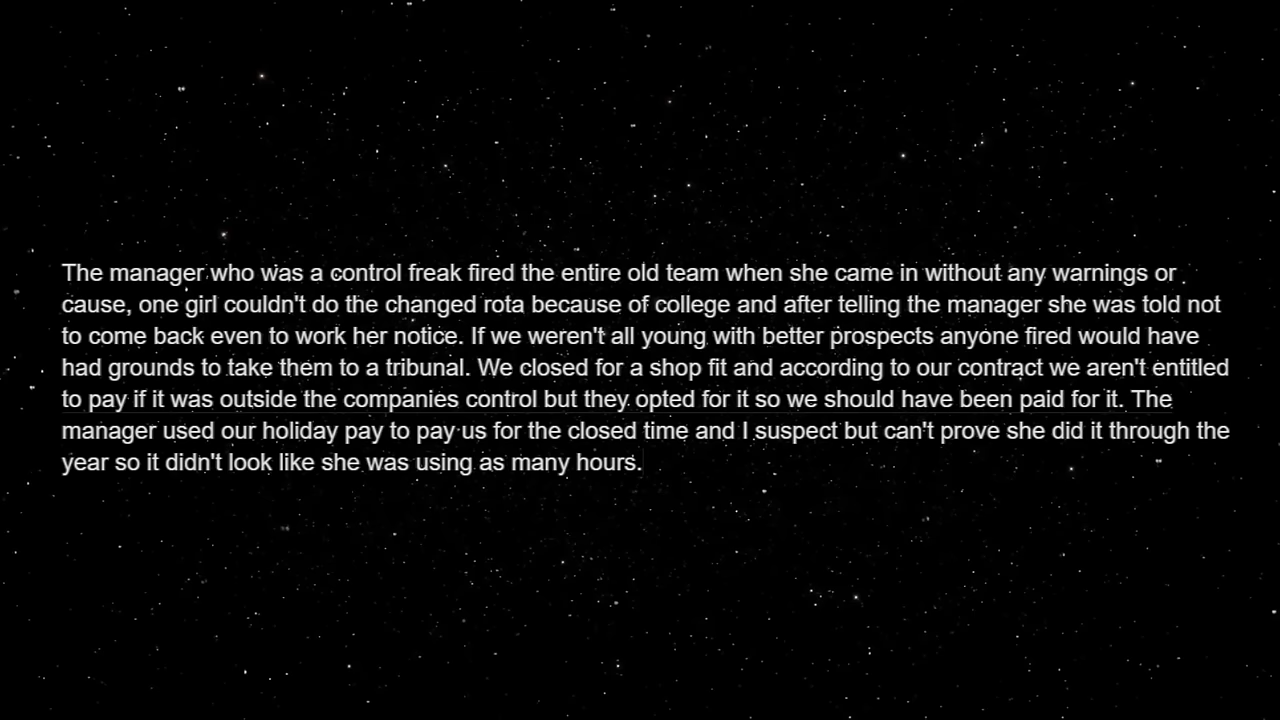 The manager who was a control freak fired the entire old team when she came in without any warnings or
cause, one girl couldn't do the changed rota because of college and after telling the manager she was told not
to come back even to work her notice. If we weren't all young with better prospects anyone fired would have
had grounds to take them to a tribunal. We closed for a shop fit and according to our contract we aren't entitled
to pay if it was outside the companies control but they opted for it so we should have been paid for it. The
manager used our holiday pay to pay us for the closed time and I suspect but can't prove she did it through the
year so it didn't look like she was using as many hours.